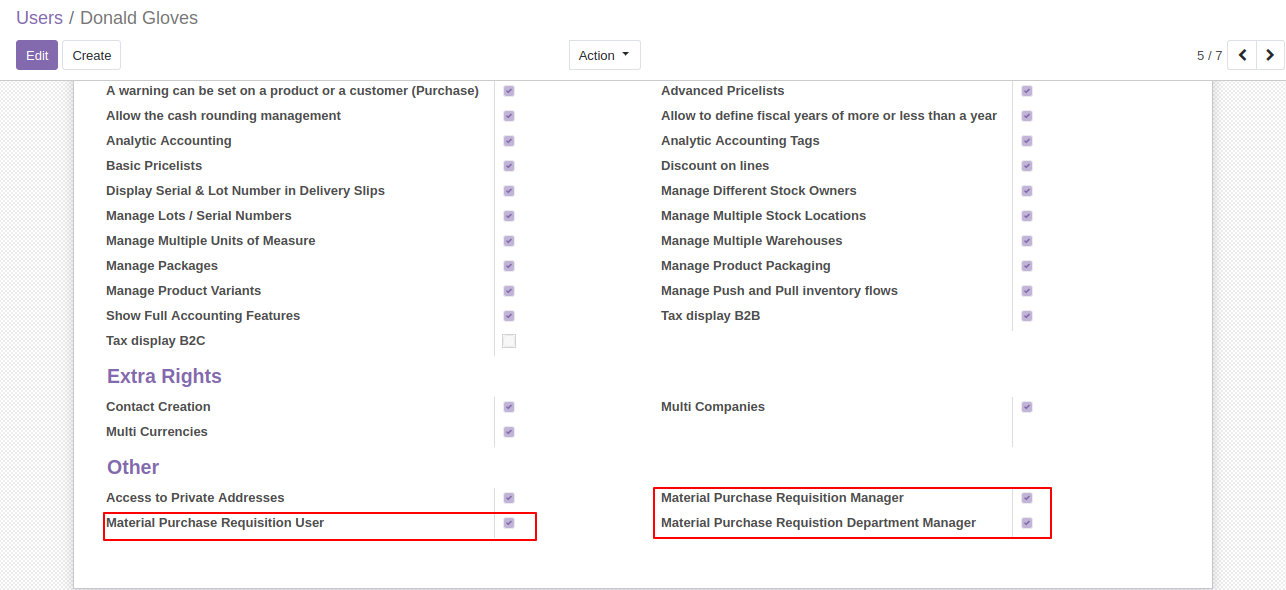 Users / Donald Gloves
Edit Create Action 5 / 7
A warning can be set on a product or a customer (Purchase) Advanced Pricelists
Allow the cash rounding management Allow to define fiscal years of more or less than a year
Analytic Accounting Analytic Accounting Tags
Basic Pricelists Discount on lines
Display Serial & Lot Number in Delivery Slips Manage Different Stock Owners
Manage Lots / Serial Numbers Manage Multiple Stock Locations
Manage Multiple Units of Measure Manage Multiple Warehouses
Manage Packages Manage Product Packaging
Manage Product Variants Manage Push and Pull inventory flows
Show Full Accounting Features Tax display B2B
Tax display B2C
Extra Rights
Contact Creation Multi Companies
Multi Currencies
Other
Access to Private Addresses Material Purchase Requisition Manager
Material Purchase Requisition User Material Purchase Requistion Department Manager